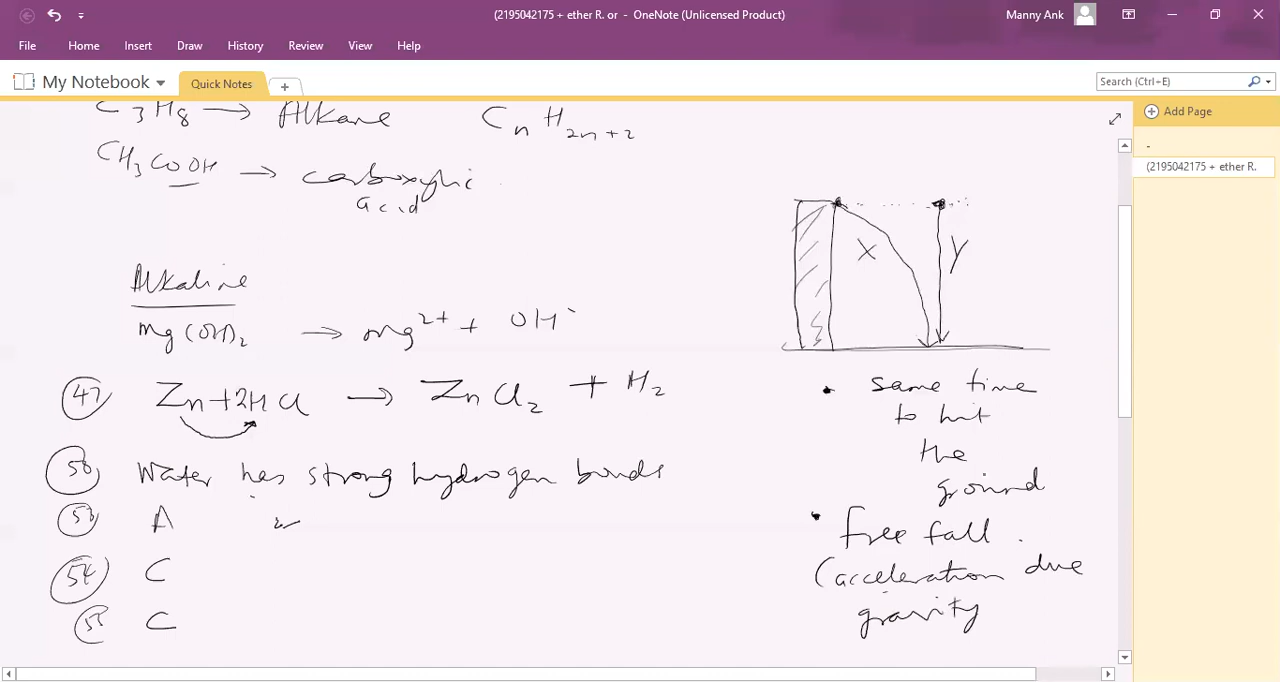 (2195042175 + ether R. or - OneNote (Unlicensed Product)
Manny Ank
File Home Insert Draw History Review View Help
My Notebook
Quick Notes
Search (Ctrl+E)
Add Page
-
(2195042175 + ether R.
C3H8 → Alkane CnH2n+2
CH3COOH → carboxylic
acid
Alkaline
mg(OH)2 → mg2+ + OH-
47 Zn + 2HCl → ZnCl2 + H2
50 Water has strong hydrogen bonds
53 A
54 C
55 C
X
Y
• same time
to hit
the
ground
• free fall.
(acceleration due
gravity